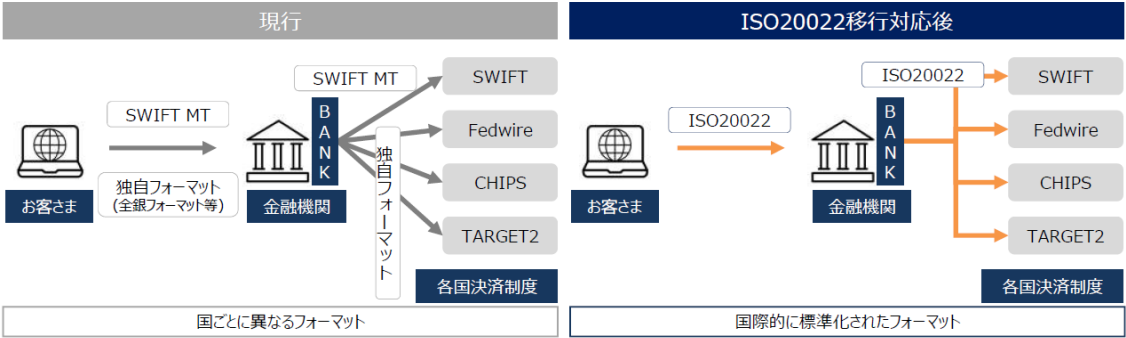 現行
SWIFT MT
SWIFT
SWIFT MT
BANK
Fedwire
独自フォーマット
CHIPS
独自フォーマット
(全銀フォーマット等)
お客さま
金融機関
TARGET2
各国決済制度
国ごとに異なるフォーマット
ISO20022移行対応後
ISO20022
SWIFT
ISO20022
BANK
Fedwire
CHIPS
お客さま
金融機関
TARGET2
各国決済制度
国際的に標準化されたフォーマット